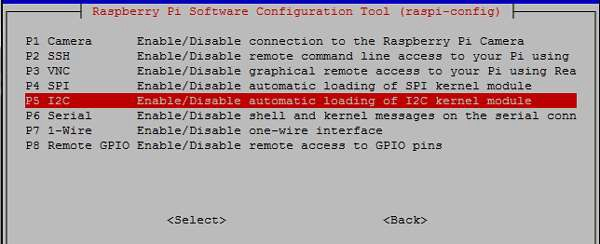 Raspberry Pi Software Configuration Tool (raspi-config)
P1 Camera Enable/Disable connection to the Raspberry Pi Camera
P2 SSH Enable/Disable remote command line access to your Pi using
P3 VNC Enable/Disable graphical remote access to your Pi using Rea
P4 SPI Enable/Disable automatic loading of SPI kernel module
P5 I2C Enable/Disable automatic loading of I2C kernel module
P6 Serial Enable/Disable shell and kernel messages on the serial conn
P7 1-Wire Enable/Disable one-wire interface
P8 Remote GPIO Enable/Disable remote access to GPIO pins
<Select> <Back>